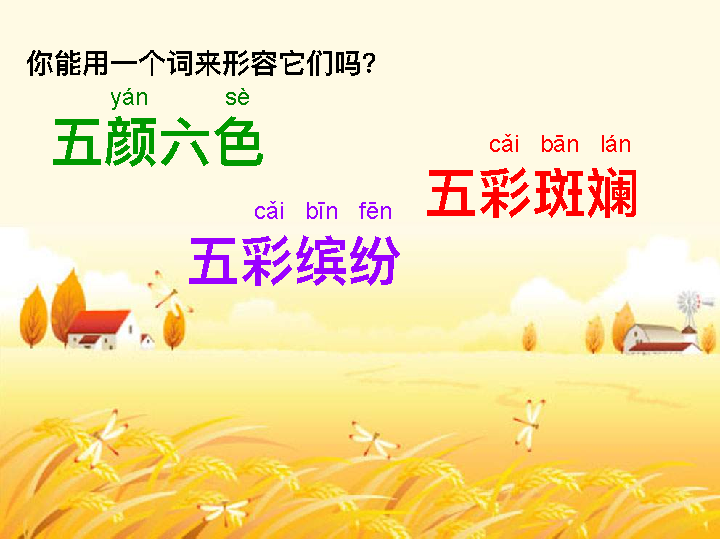 你能用一个词来形容它们吗?
yán sè
五颜六色
cǎi bān lán
五彩斑斓
cǎi bīn fēn
五彩缤纷